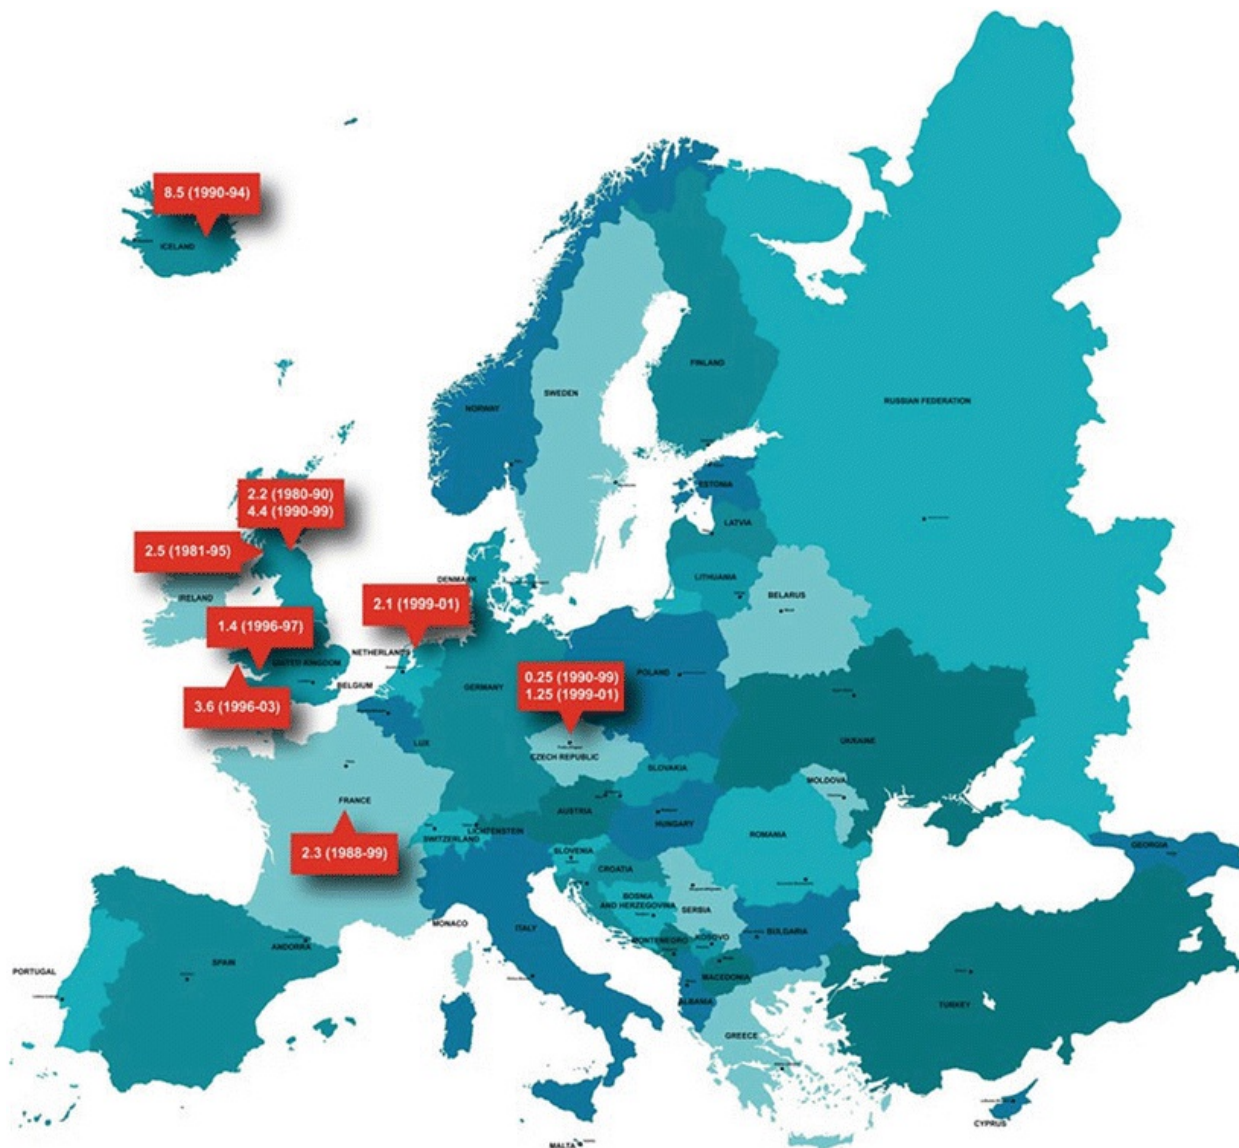 8.5 (1990-94)
ICELAND
FINLAND
SWEDEN
RUSSIAN FEDERATION
NORWAY
2.2 (1980-90)
4.4 (1990-99)
ESTONIA
LATVIA
2.5 (1981-95)
LITHUANIA
DENMARK
BELARUS
IRELAND
2.1 (1999-01)
1.4 (1996-97)
NETHERLANDS
UNITED KINGDOM
0.25 (1990-99)
1.25 (1999-01)
POLAND
BELGIUM
GERMANY
3.6 (1996-03)
UKRAINE
LUX
CZECH REPUBLIC
SLOVAKIA
MOLDOVA
FRANCE
AUSTRIA
HUNGARY
LICHTENSTEIN
SWITZERLAND
ROMANIA
GEORGIA
2.3 (1988-99)
SLOVENIA
CROATIA
BOSNIA
AND HERZEGOVINA
SERBIA
MONACO
ITALY
BULGARIA
KOSOVO
MONTENEGRO
ANDORRA
SPAIN
PORTUGAL
MACEDONIA
ALBANIA
TURKEY
GREECE
CYPRUS
MALTA